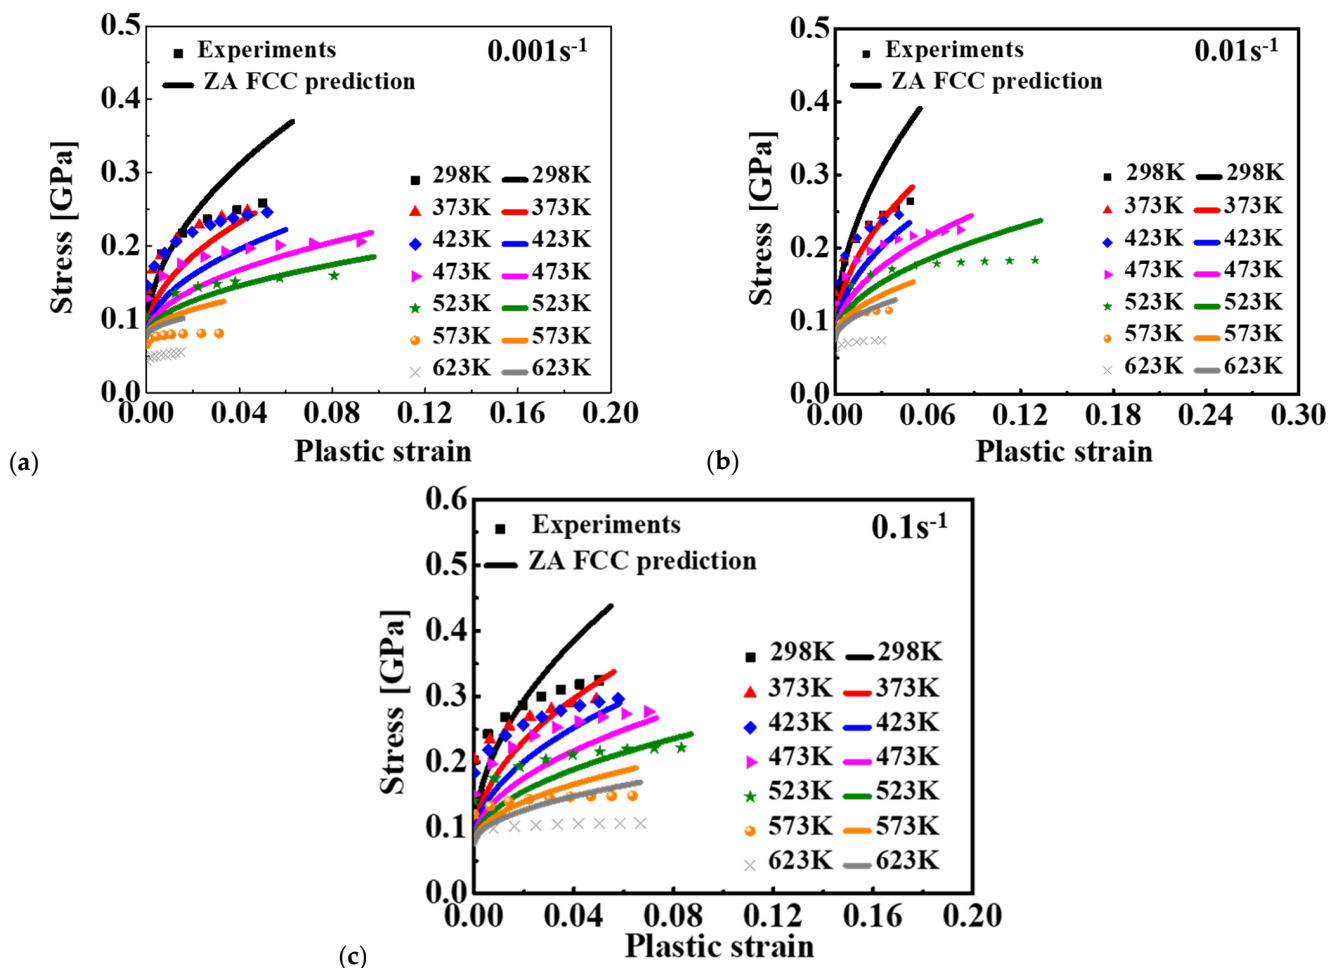 0.5
Experiments 0.001s-1
ZA FCC prediction
0.4
0.3
298K 298K
373K 373K
0.2
423K 423K
473K 473K
523K 523K
0.1
573K 573K
623K 623K
0.0
0.00 0.04 0.08 0.12 0.16 0.20
Stress [GPa]
Plastic strain
(a)
0.5
Experiments 0.01s-1
ZA FCC prediction
0.4
0.3
298K 298K
373K 373K
0.2
423K 423K
473K 473K
523K 523K
0.1
573K 573K
623K 623K
0.0
0.00 0.06 0.12 0.18 0.24 0.30
Stress [GPa]
Plastic strain
(b)
0.6
Experiments 0.1s-1
ZA FCC prediction
0.5
0.4
298K 298K
0.3
373K 373K
423K 423K
0.2
473K 473K
523K 523K
0.1
573K 573K
623K 623K
0.0
0.00 0.04 0.08 0.12 0.16 0.20
Stress [GPa]
Plastic strain
(c)